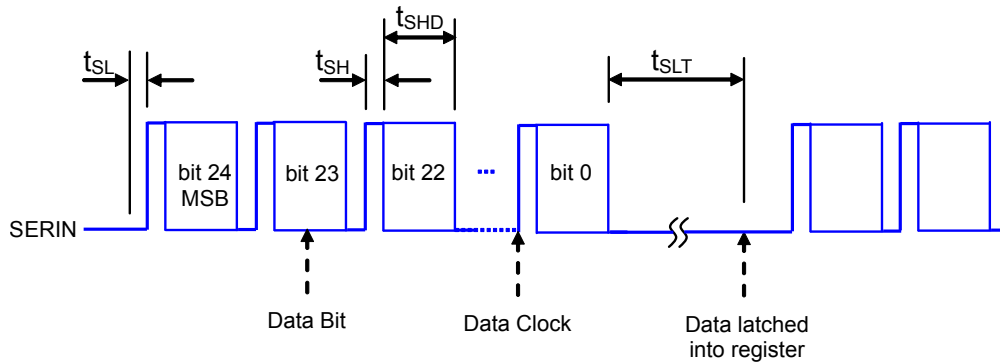 tSHD
tSL
tSH
tSLT
bit 24
MSB
bit 23
bit 22
...
bit 0
SERIN
Data Bit
Data Clock
Data latched
into register